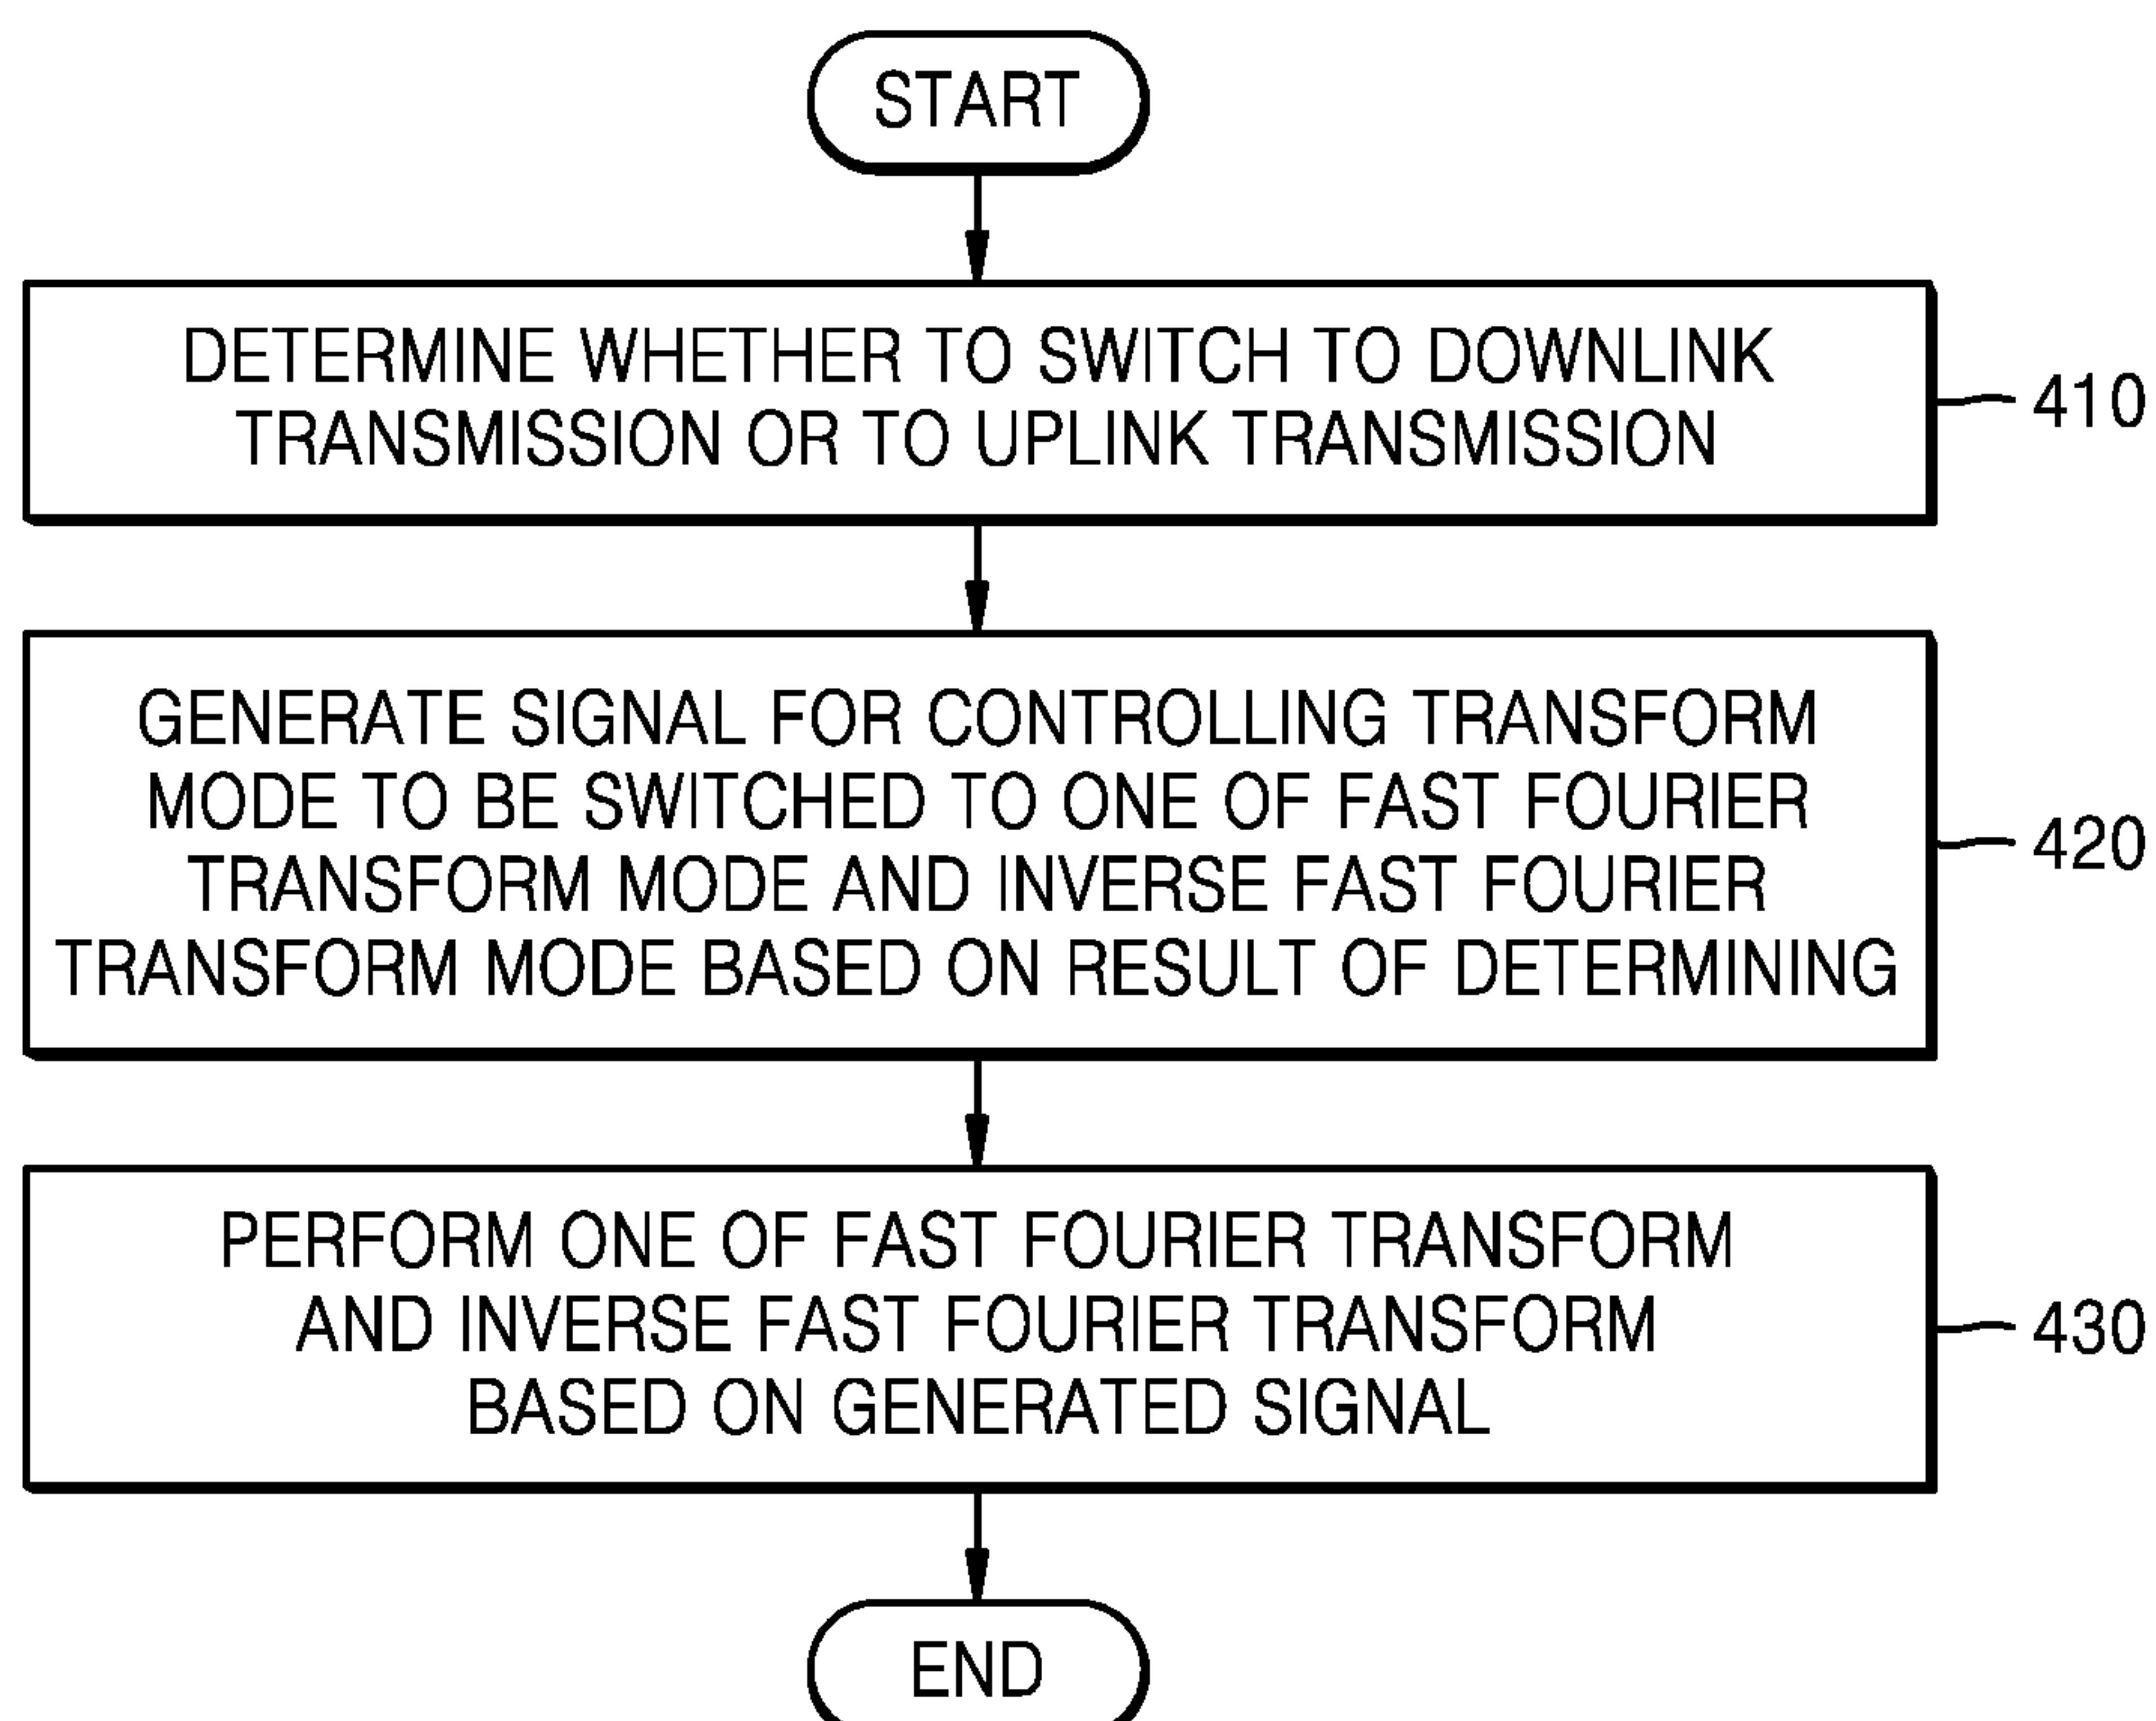 START
DETERMINE WHETHER TO SWITCH TO DOWNLINK
TRANSMISSION OR TO UPLINK TRANSMISSION
410
GENERATE SIGNAL FOR CONTROLLING TRANSFORM
MODE TO BE SWITCHED TO ONE OF FAST FOURIER
TRANSFORM MODE AND INVERSE FAST FOURIER
TRANSFORM MODE BASED ON RESULT OF DETERMINING
420
PERFORM ONE OF FAST FOURIER TRANSFORM
AND INVERSE FAST FOURIER TRANSFORM
BASED ON GENERATED SIGNAL
430
END